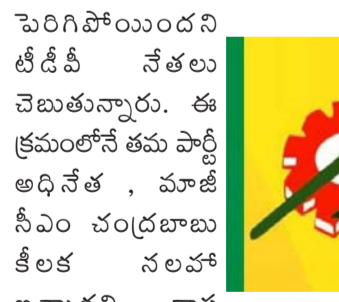 పెరిగిపోయిందని
టీడీపీ నేతలు
చెబుతున్నారు. ఈ
క్రమంలోనే తమ పార్టీ
అధినేత , మాజీ
సీఎం చంద్రబాబు
కీలక నలహా